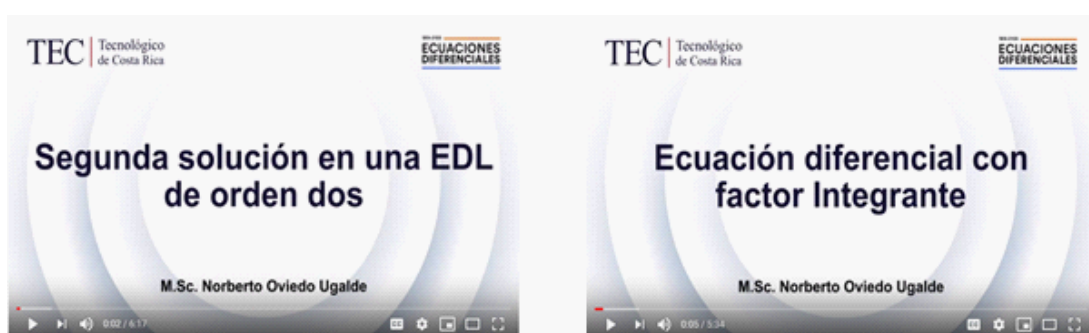 TEC Tecnológico
de Costa Rica
ECUACIONES
DIFERENCIALES
Segunda solución en una EDL
de orden dos
M.Sc. Norberto Oviedo Ugalde
0:02 / 6:17
TEC Tecnológico
de Costa Rica
ECUACIONES
DIFERENCIALES
Ecuación diferencial con
factor Integrante
M.Sc. Norberto Oviedo Ugalde
0:05 / 5:34